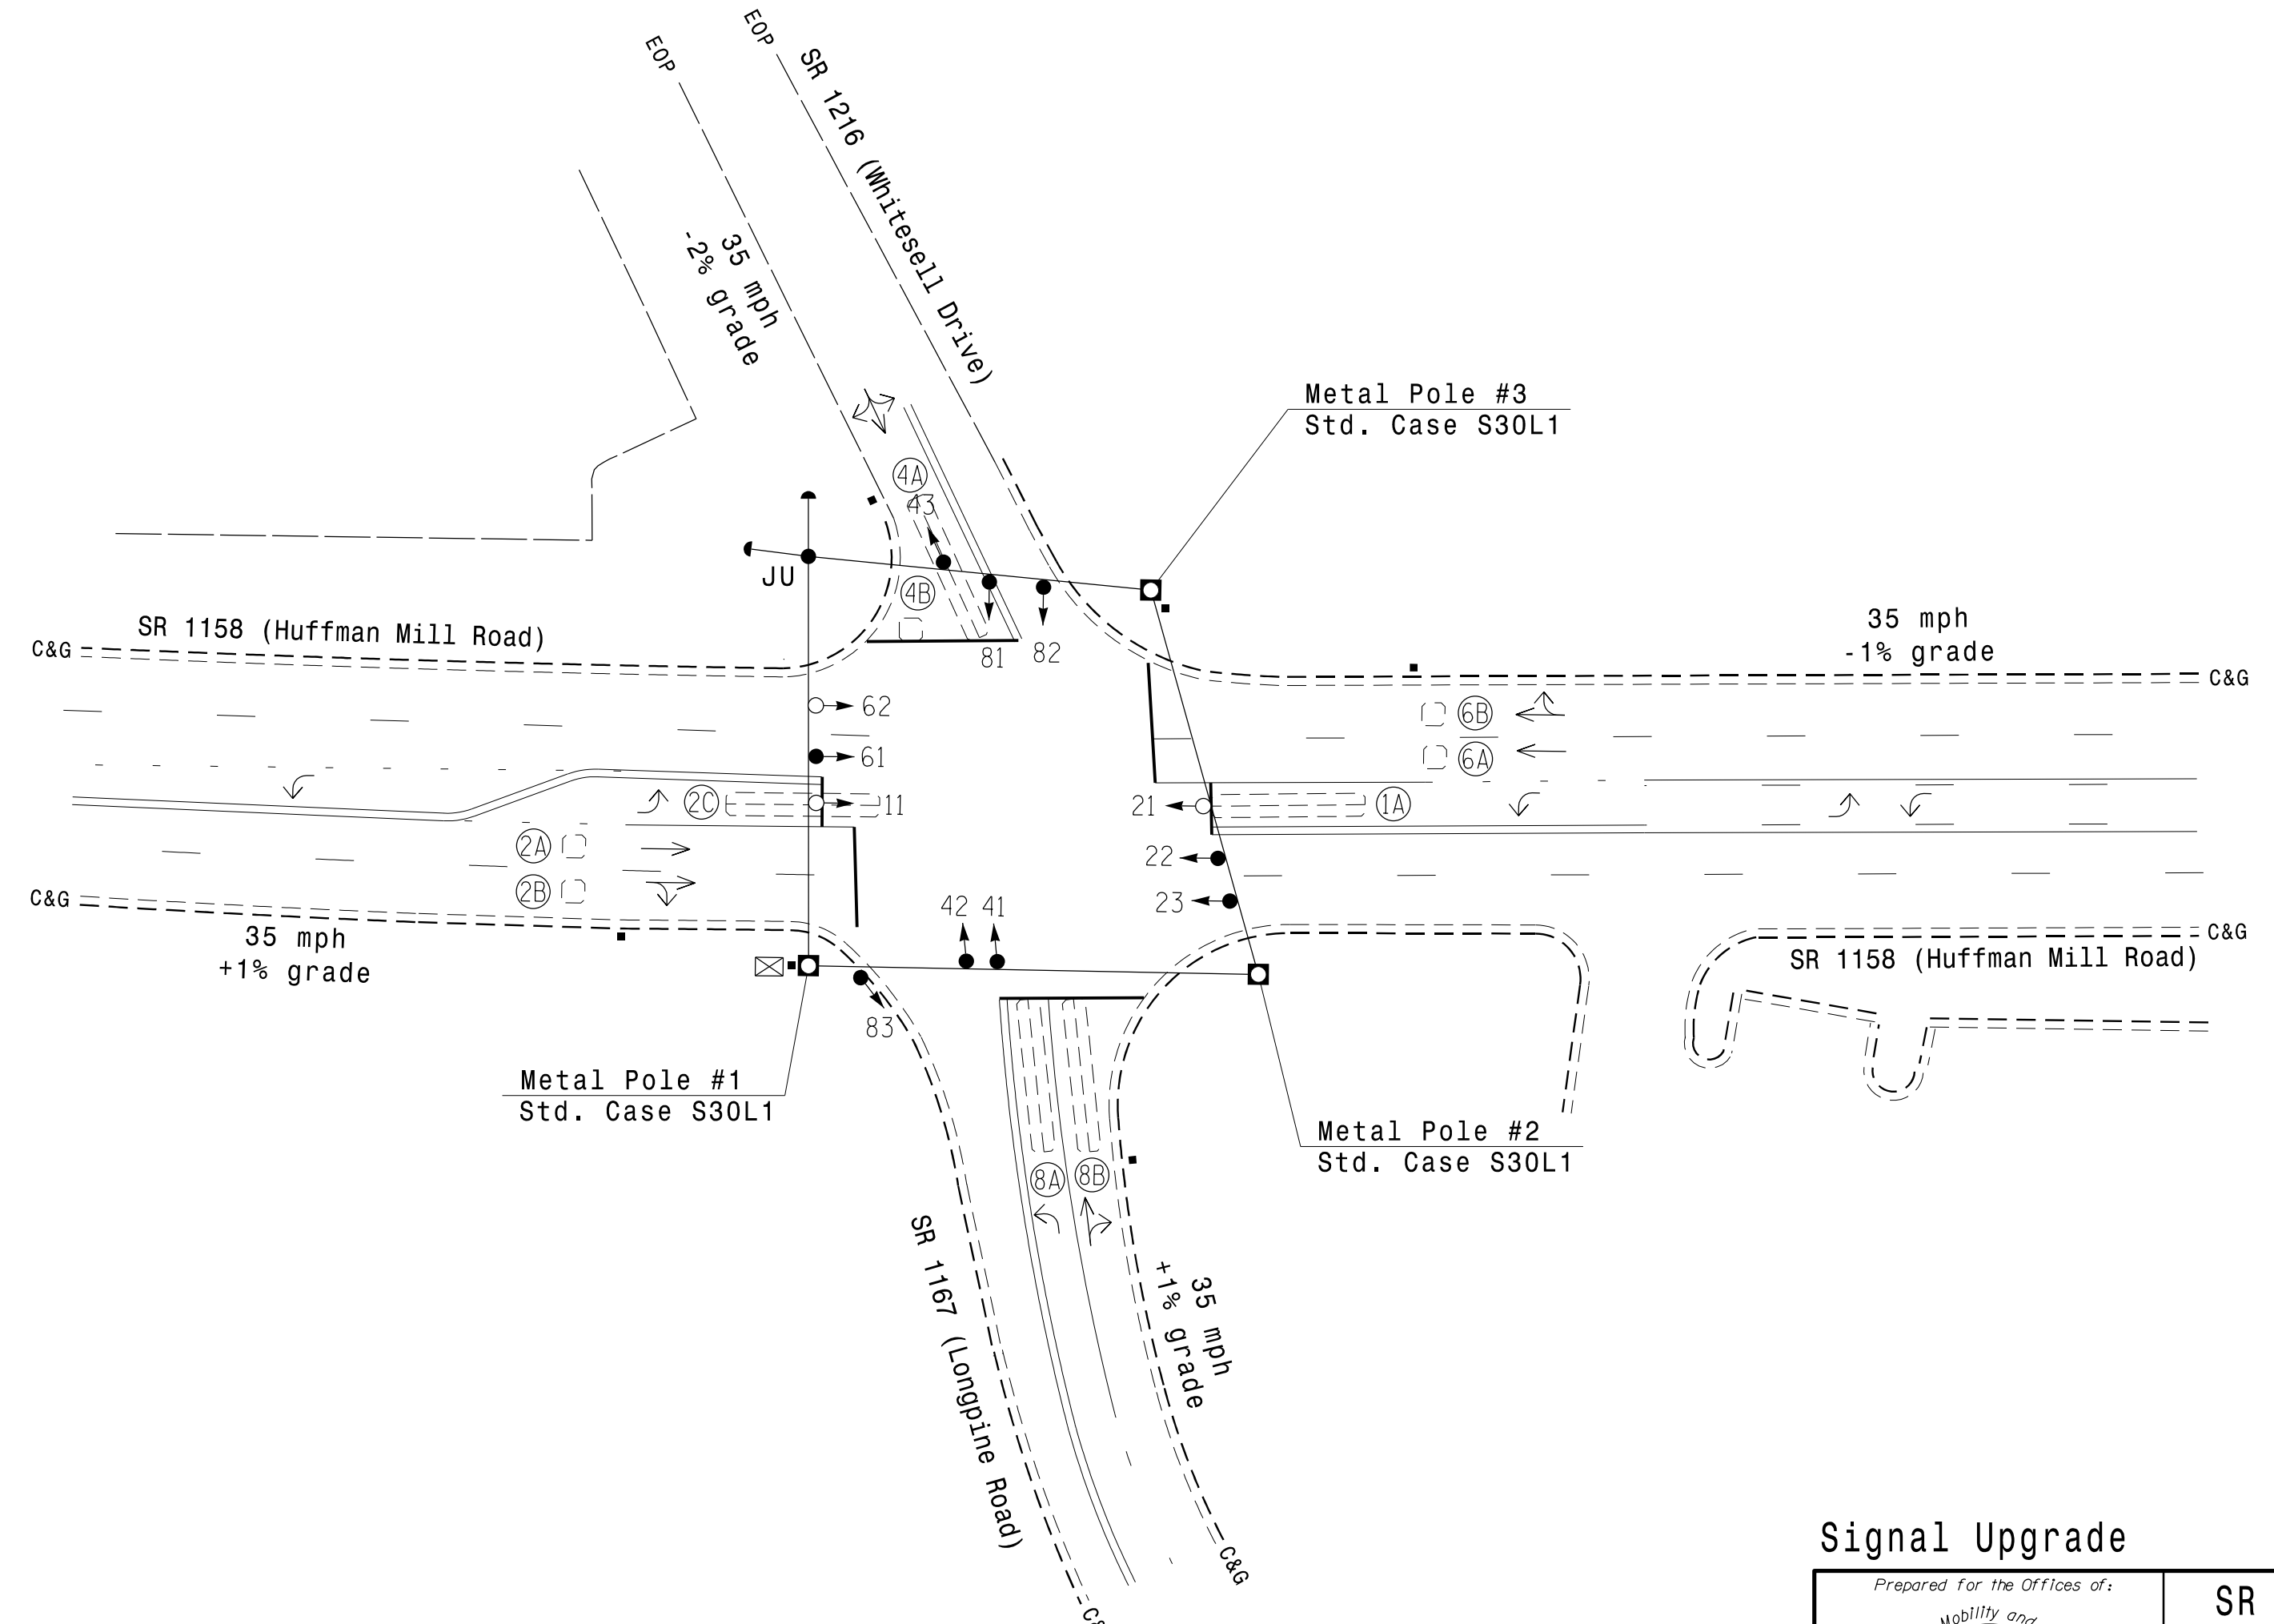 EOP
EOP
SR 1216 (Whitesell Drive)
35 mph
-2% grade
Metal Pole #3
Std. Case S30L1
4A
43
JU
4B
81
82
SR 1158 (Huffman Mill Road)
C&G
35 mph
-1% grade
C&G
62
6B
61
6A
2C
11
21
1A
2A
22
2B
C&G
23
42
41
35 mph
+1% grade
C&G
SR 1158 (Huffman Mill Road)
83
Metal Pole #1
Std. Case S30L1
Metal Pole #2
Std. Case S30L1
8A
8B
SR 1167 (Longpine Road)
35 mph
+1% grade
C&G
Signal Upgrade
Prepared for the Offices of:
SR
Mobility and